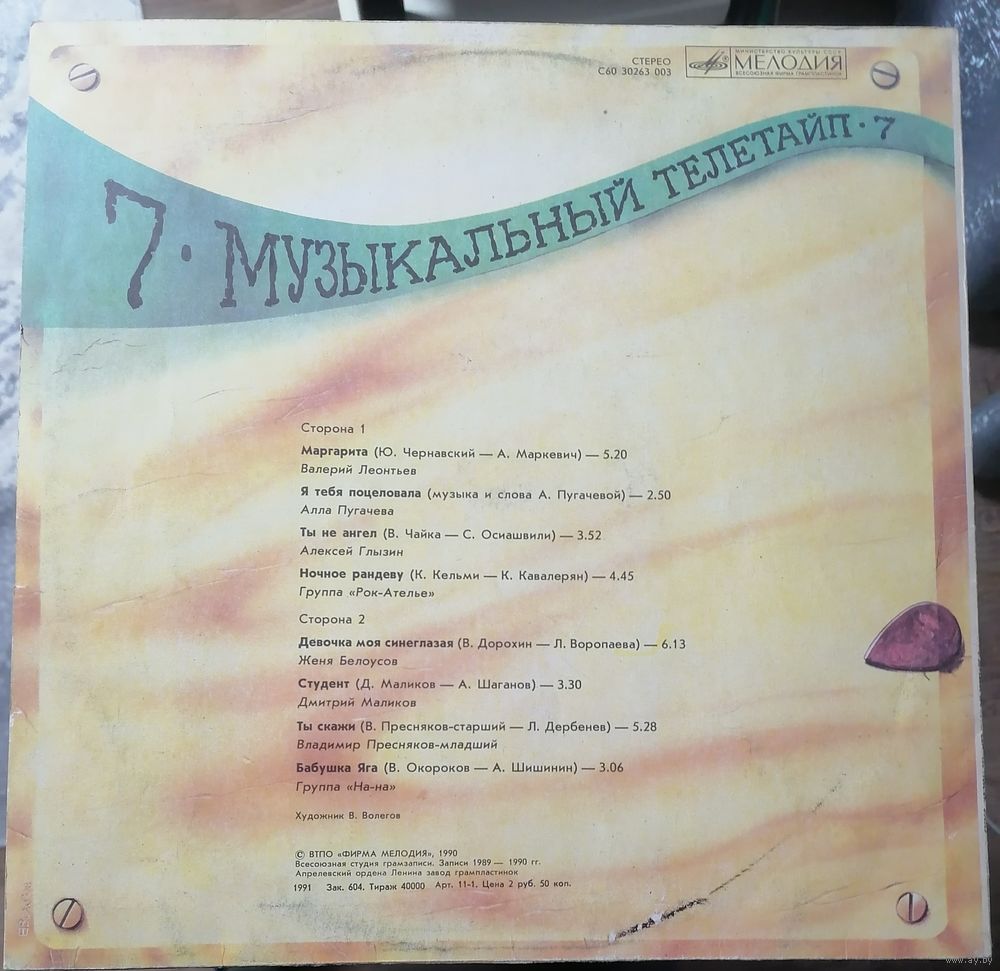 СТЕРЕО
С60 30263 003
МИНИСТЕРСТВО КУЛЬТУРЫ СССР
МЕЛОДИЯ
ВСЕСОЮЗНАЯ ФИРМА ГРАМПЛАСТИНОК
7 · МУЗЫКАЛЬНЫЙ ТЕЛЕТАЙП · 7
Сторона 1
Маргарита (Ю. Чернавский — А. Маркевич) — 5.20
Валерий Леонтьев
Я тебя поцеловала (музыка и слова А. Пугачевой) — 2.50
Алла Пугачева
Ты не ангел (В. Чайка — С. Осиашвили) — 3.52
Алексей Глызин
Ночное рандеву (К. Кельми — К. Кавалерян) — 4.45
Группа «Рок-Ателье»
Сторона 2
Девочка моя синеглазая (В. Дорохин — Л. Воропаева) — 6.13
Женя Белоусов
Студент (Д. Маликов — А. Шаганов) — 3.30
Дмитрий Маликов
Ты скажи (В. Пресняков-старший — Л. Дербенев) — 5.28
Владимир Пресняков-младший
Бабушка Яга (В. Окороков — А. Шишинин) — 3.06
Группа «На-на»
Художник В. Волегов
© ВТПО «ФИРМА МЕЛОДИЯ», 1990
Всесоюзная студия грамзаписи. Записи 1989 — 1990 гг.
Апрелевский ордена Ленина завод грампластинок
1991 Зак. 604. Тираж 40000 Арт. 11-1. Цена 2 руб. 50 коп.
www.ay.by